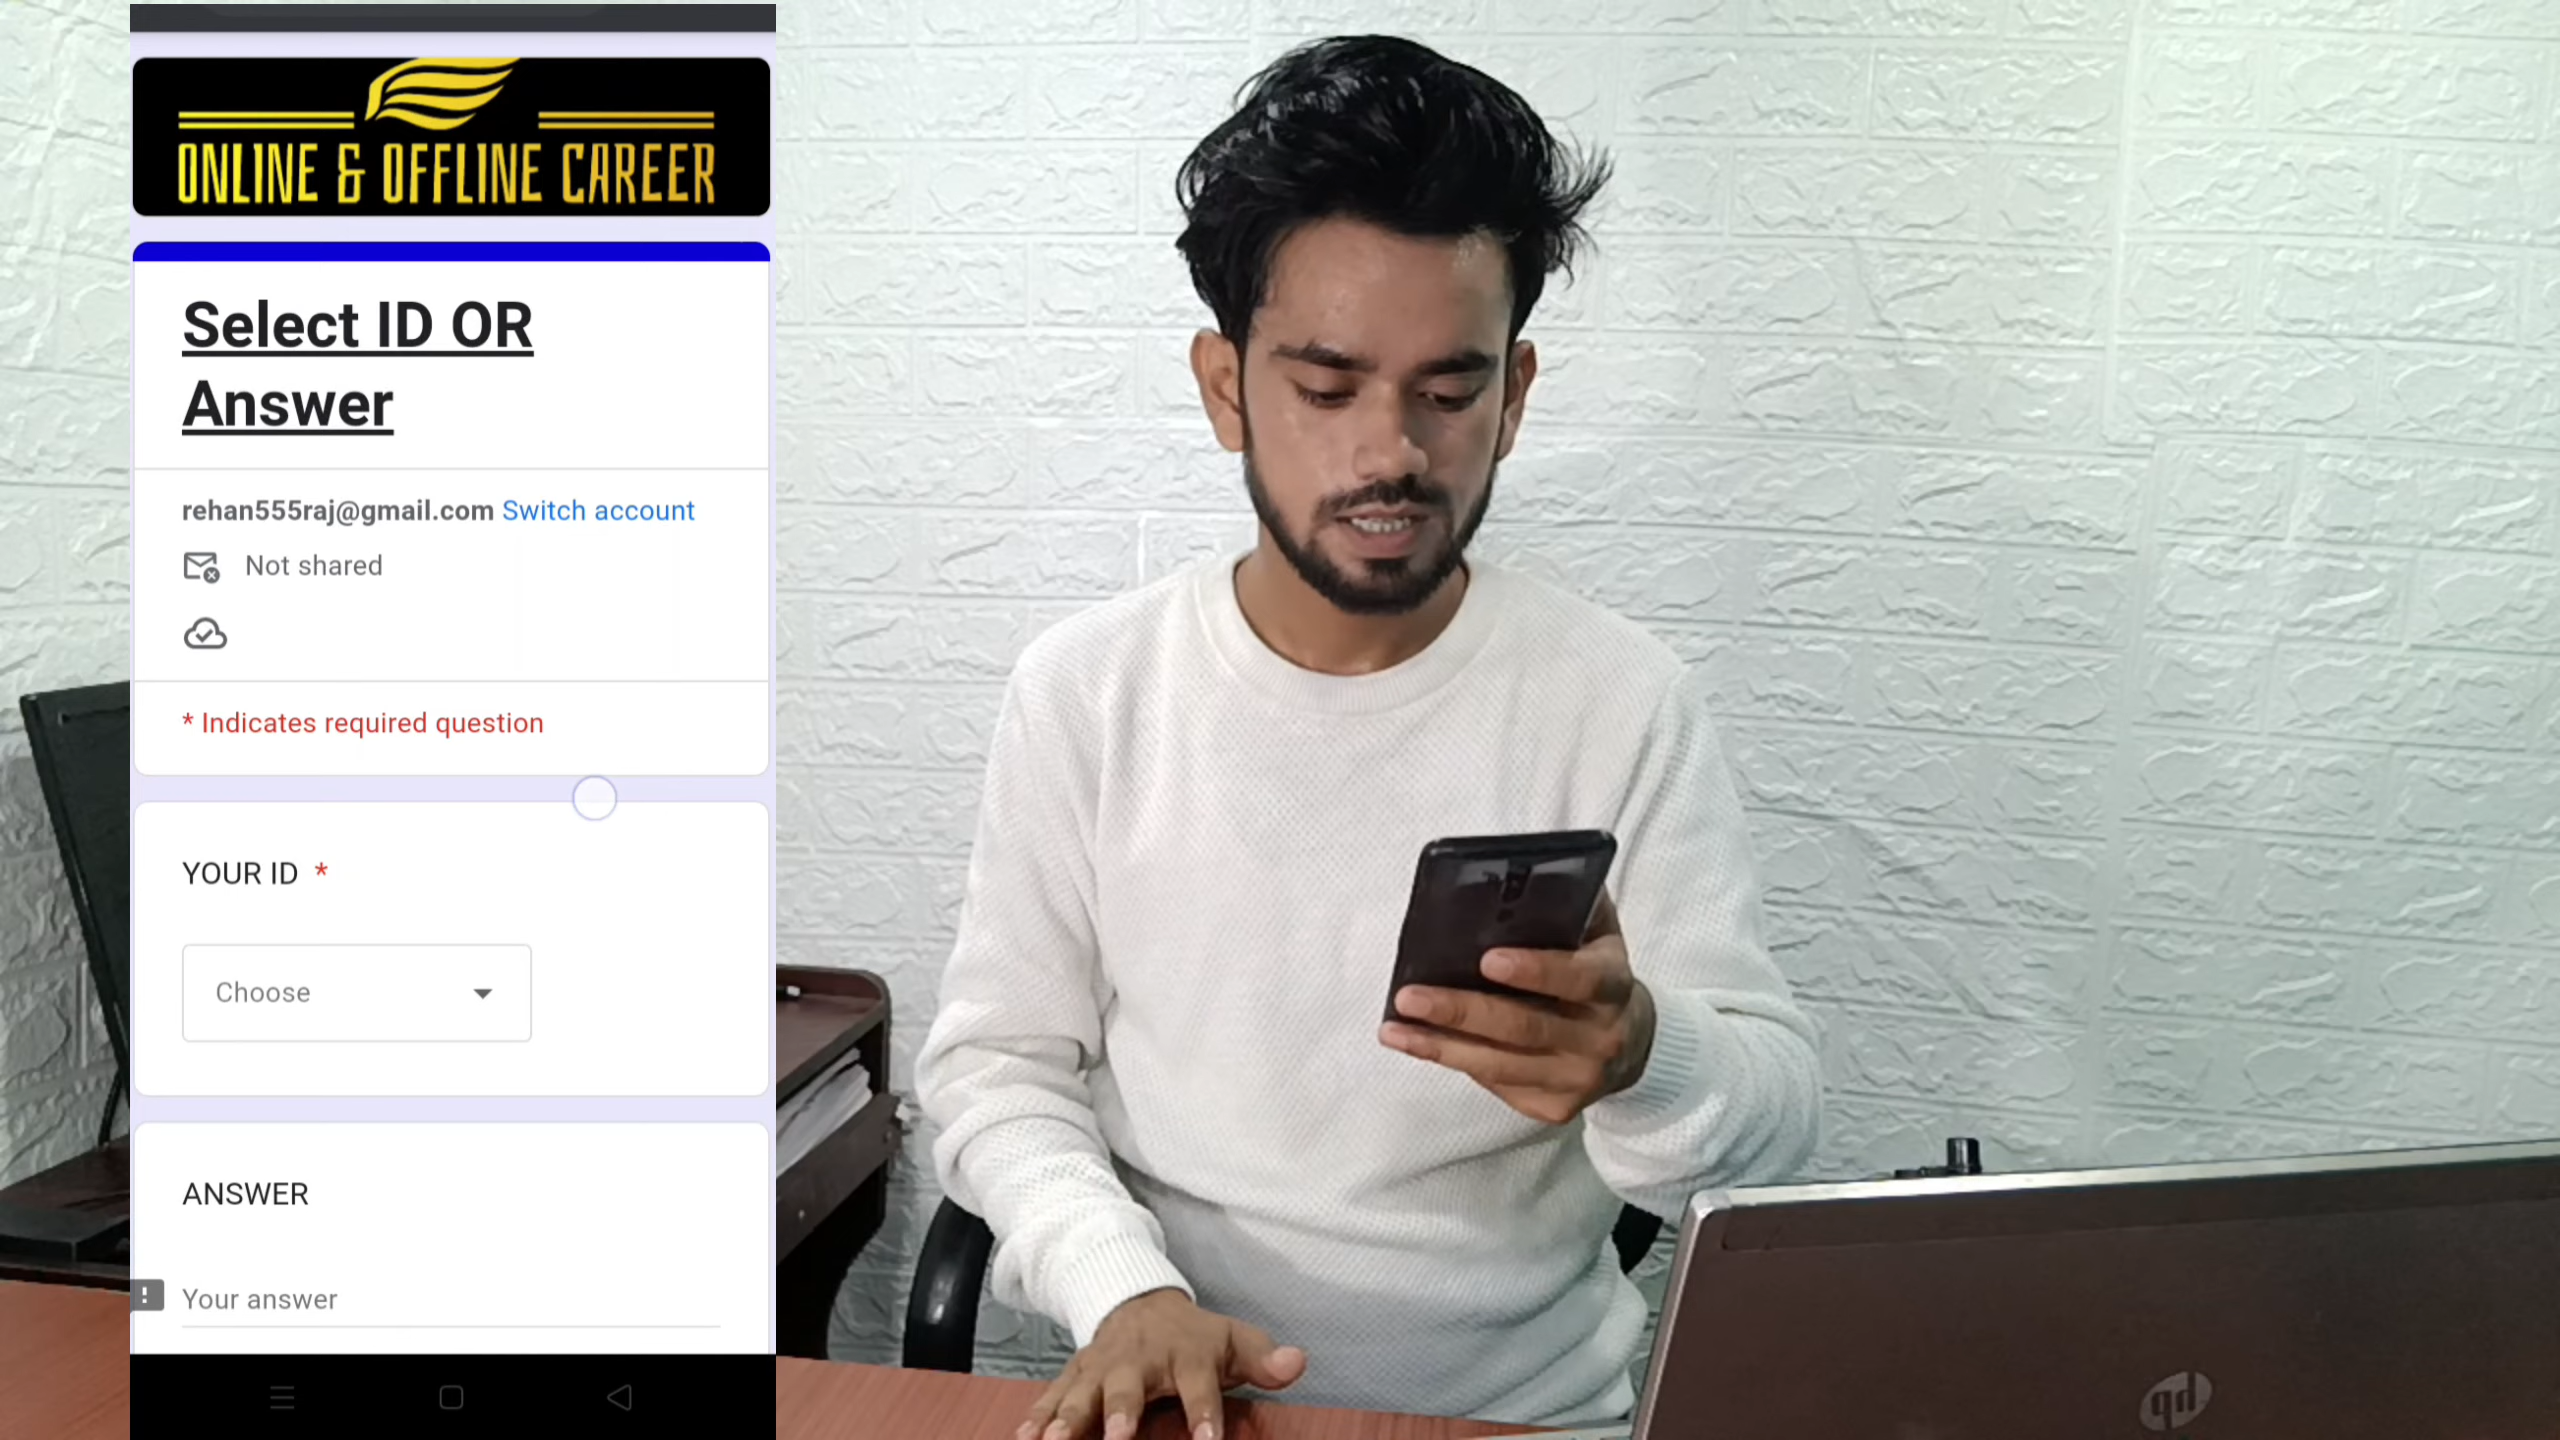 ONLINE & OFFLINE CAREER
Select ID OR
Answer
rehan555raj@gmail.com Switch account
Not shared
* Indicates required question
YOUR ID *
Choose
ANSWER
Your answer
hp